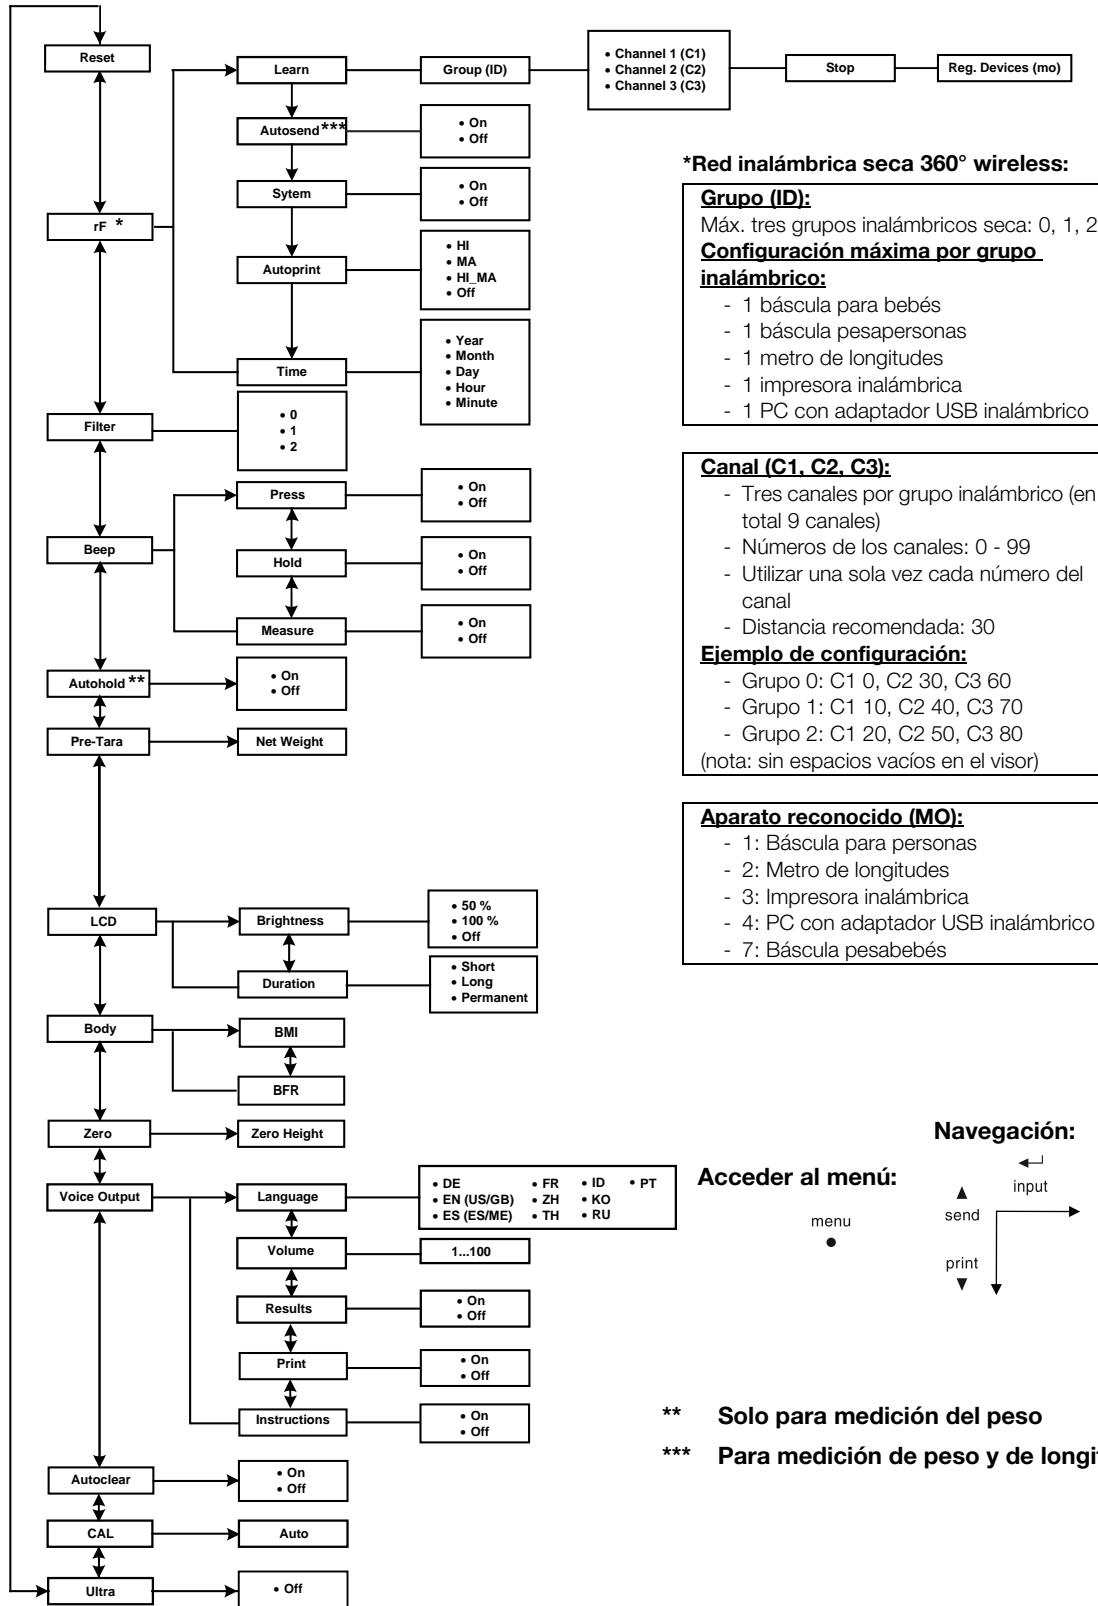 Reset
Learn
Group (ID)
• Channel 1 (C1)
• Channel 2 (C2)
• Channel 3 (C3)
Stop
Reg. Devices (mo)
Autosend***
• On
• Off
Sytem
• On
• Off
rF *
Autoprint
• HI
• MA
• HI_MA
• Off
Time
• Year
• Month
• Day
• Hour
• Minute
Filter
• 0
• 1
• 2
Beep
Press
• On
• Off
Hold
• On
• Off
Measure
• On
• Off
Autohold **
• On
• Off
Pre-Tara
Net Weight
LCD
Brightness
• 50 %
• 100 %
• Off
Duration
• Short
• Long
• Permanent
Body
BMI
BFR
Zero
Zero Height
Voice Output
Language
• DE • FR • ID • PT
• EN (US/GB) • ZH • KO
• ES (ES/ME) • TH • RU
Volume
1...100
Results
• On
• Off
Print
• On
• Off
Instructions
• On
• Off
Autoclear
• On
• Off
CAL
Auto
Ultra
• Off
*Red inalámbrica seca 360° wireless:
Grupo (ID):
Máx. tres grupos inalámbricos seca: 0, 1, 2
Configuración máxima por grupo
inalámbrico:
- 1 báscula para bebés
- 1 báscula pesapersonas
- 1 metro de longitudes
- 1 impresora inalámbrica
- 1 PC con adaptador USB inalámbrico
Canal (C1, C2, C3):
- Tres canales por grupo inalámbrico (en
total 9 canales)
- Números de los canales: 0 - 99
- Utilizar una sola vez cada número del
canal
- Distancia recomendada: 30
Ejemplo de configuración:
- Grupo 0: C1 0, C2 30, C3 60
- Grupo 1: C1 10, C2 40, C3 70
- Grupo 2: C1 20, C2 50, C3 80
(nota: sin espacios vacíos en el visor)
Aparato reconocido (MO):
- 1: Báscula para personas
- 2: Metro de longitudes
- 3: Impresora inalámbrica
- 4: PC con adaptador USB inalámbrico
- 7: Báscula pesabebés
Acceder al menú:
menu
Navegación:
input
send
print
** Solo para medición del peso
*** Para medición de peso y de